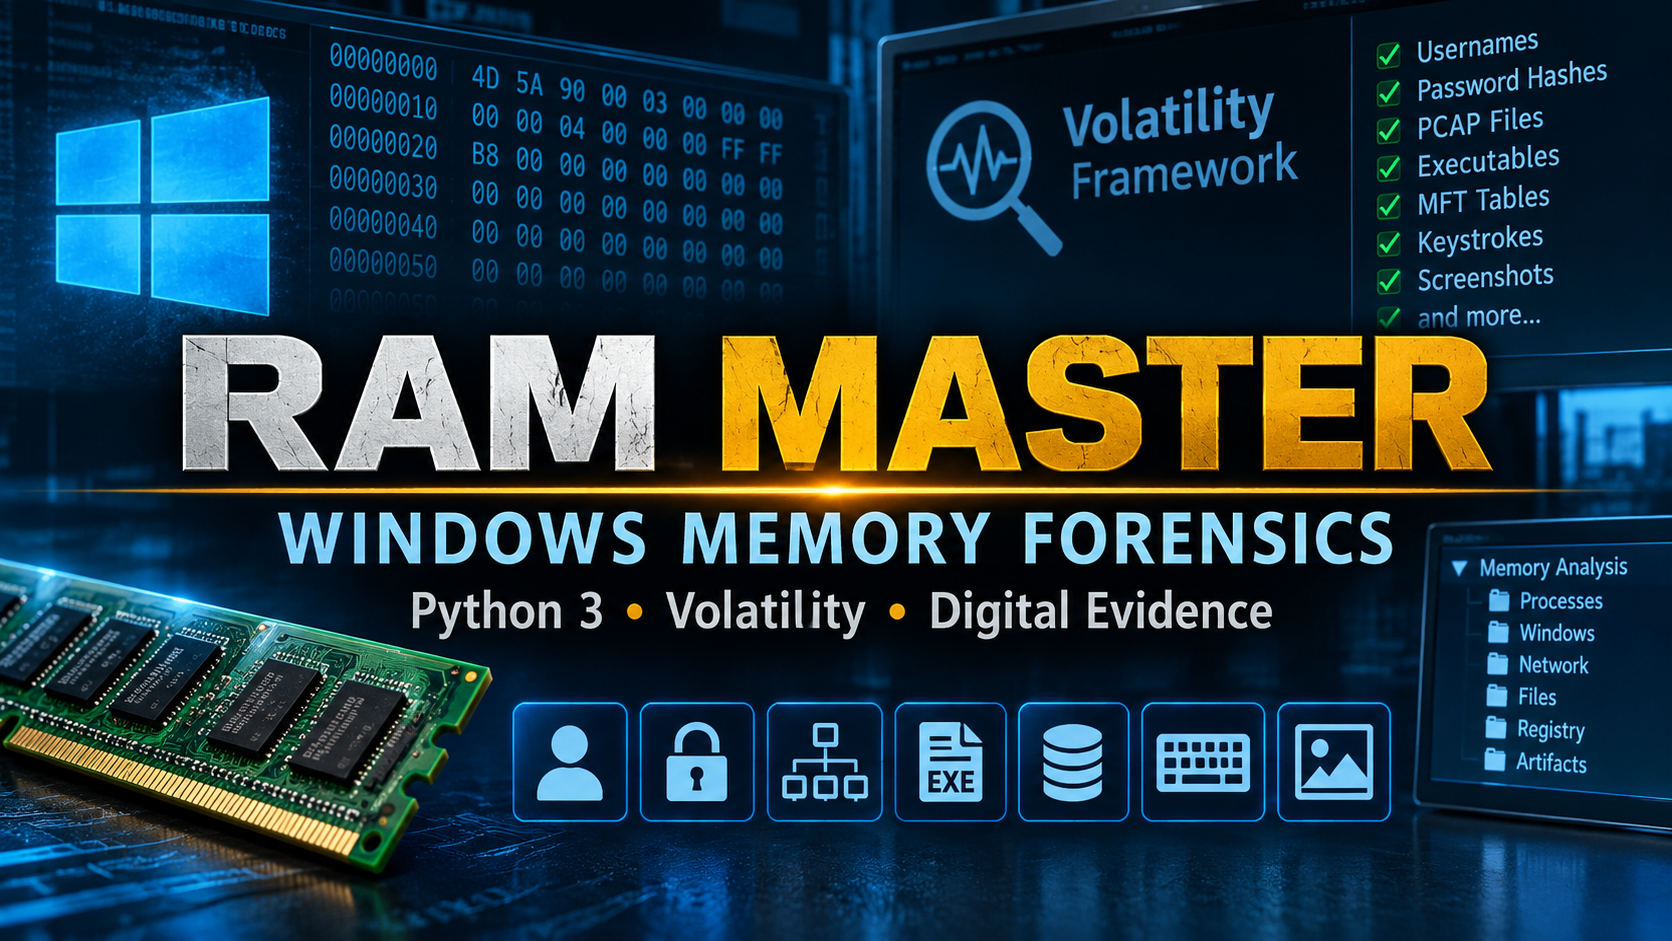 00000000 4D 5A 90 00 03 00 00 00
00000010 00 00 04 00 00 00 FF FF
00000020 B8 00 00 00 00 00 00 00
00000030 00 00 00 00 00 00 00 00
00000040 00 00 00 00 00 00 00 00
00000050 00 00 00 00 00 00 00 00
Volatility
Framework
Usernames
Password Hashes
PCAP Files
Executables
MFT Tables
Keystrokes
Screenshots
and more...
RAM MASTER
WINDOWS MEMORY FORENSICS
Python 3 • Volatility • Digital Evidence
Memory Analysis
Processes
Windows
Network
Files
Registry
Artifacts
EXE